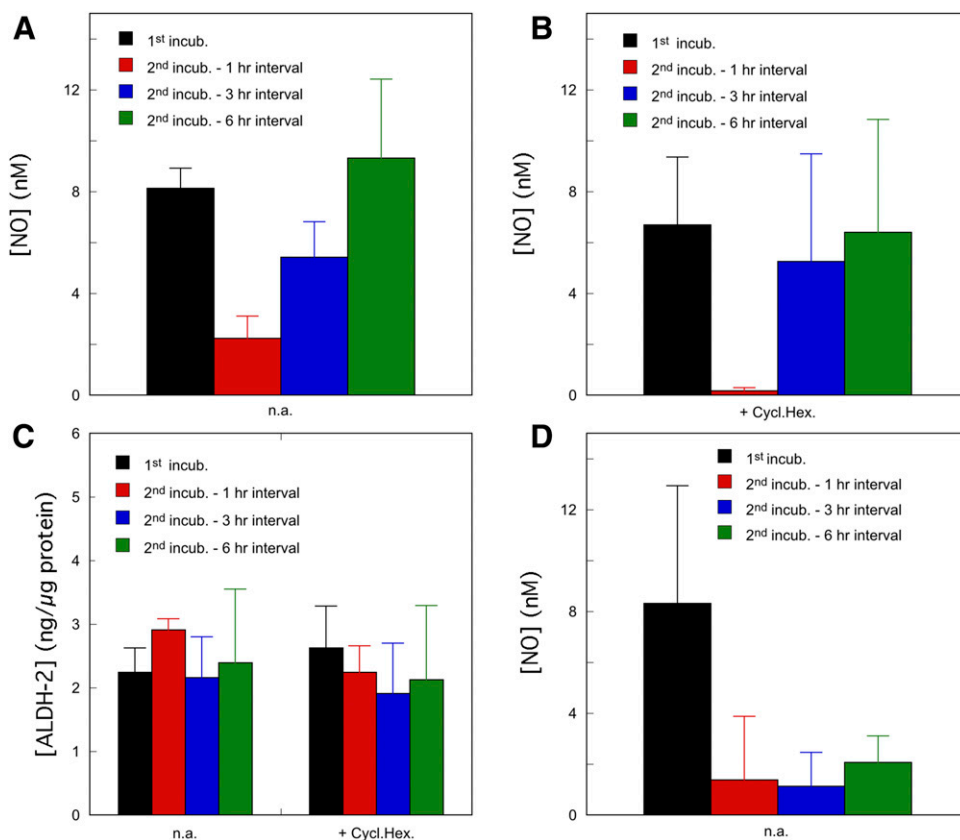 A
1st incub.
2nd incub. - 1 hr interval
2nd incub. - 3 hr interval
2nd incub. - 6 hr interval
[NO] (nM)
12
8
4
0
n.a.
B
1st incub.
2nd incub. - 1 hr interval
2nd incub. - 3 hr interval
2nd incub. - 6 hr interval
[NO] (nM)
12
8
4
0
+ Cycl.Hex.
C
1st incub.
2nd incub. - 1 hr interval
2nd incub. - 3 hr interval
2nd incub. - 6 hr interval
[ALDH-2] (ng/µg protein)
6
5
4
3
2
1
0
n.a.
+ Cycl.Hex.
D
1st incub.
2nd incub. - 1 hr interval
2nd incub. - 3 hr interval
2nd incub. - 6 hr interval
[NO] (nM)
12
8
4
0
n.a.